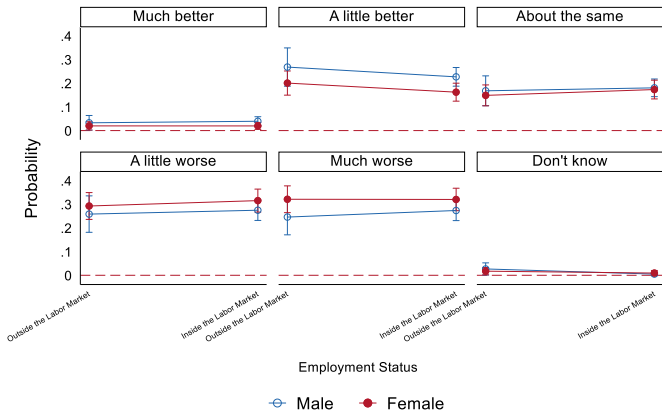 Much better
A little better
About the same
.4
.3
.2
.1
0
A little worse
Much worse
Don't know
.4
.3
.2
.1
0
Probability
Outside the Labor Market
Inside the Labor Market
Outside the Labor Market
Inside the Labor Market
Outside the Labor Market
Inside the Labor Market
Employment Status
Male
Female